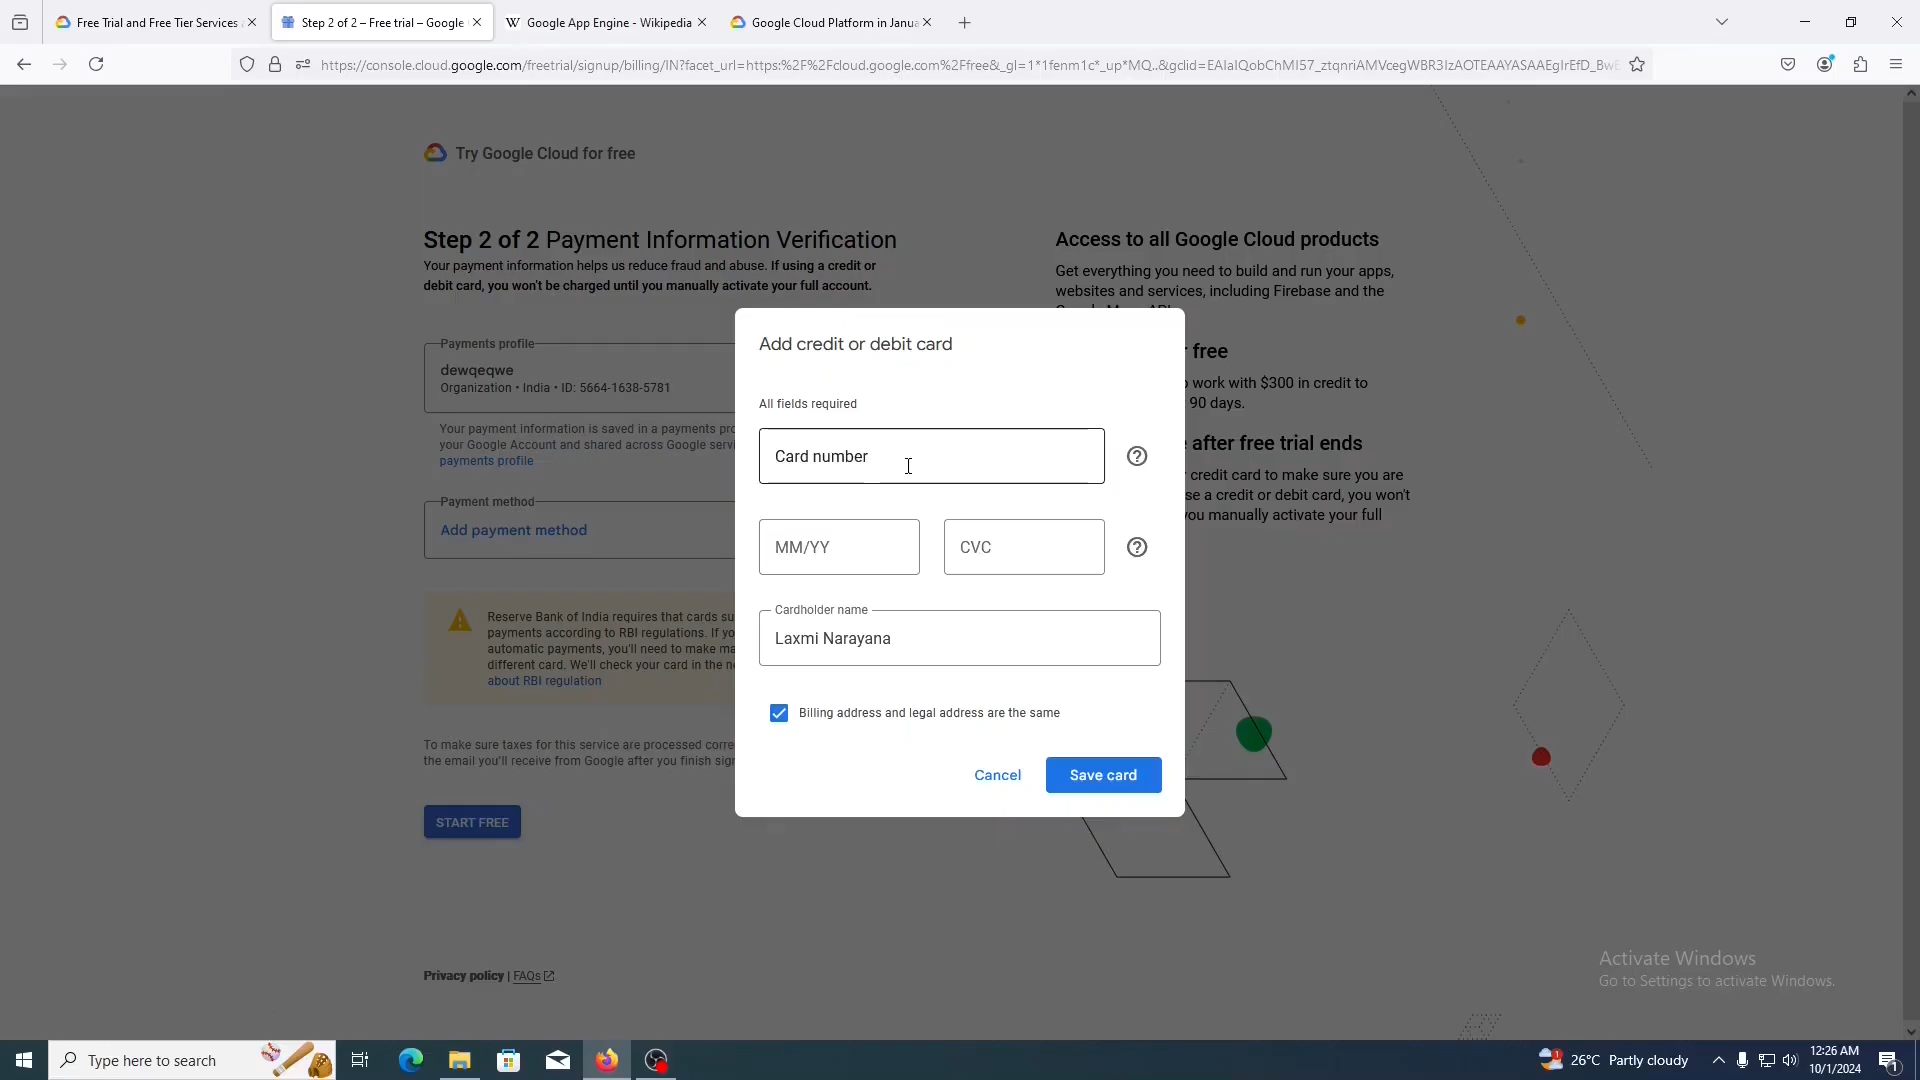 Free Trial and Free Tier Services
Step 2 of 2 – Free trial – Google
Google App Engine - Wikipedia
Google Cloud Platform in Janua
https://console.cloud.google.com/freetrial/signup/billing/IN?facet_url=https:%2F%2Fcloud.google.com%2Ffree&_gl=1*1fenm1c*_up*MQ..&gclid=EAIaIQobChMI57_ztqnriAMVcegWBR3IzAOTEAAYASAAEgIrEfD_BwE
Try Google Cloud for free
Step 2 of 2 Payment Information Verification
Your payment information helps us reduce fraud and abuse. If using a credit or
debit card, you won't be charged until you manually activate your full account.
Payments profile
dewqeqwe
Organization • India • ID: 5664-1638-5781
Your payment information is saved in a payments pro
your Google Account and shared across Google servi
payments profile
Payment method
Add payment method
Reserve Bank of India requires that cards su
payments according to RBI regulations. If yo
automatic payments, you'll need to make ma
different card. We'll check your card in the n
about RBI regulation
To make sure taxes for this service are processed corre
the email you'll receive from Google after you finish sig
START FREE
Privacy policy | FAQs
Access to all Google Cloud products
Get everything you need to build and run your apps,
websites and services, including Firebase and the
r free
o work with $300 in credit to
90 days.
after free trial ends
credit card to make sure you are
se a credit or debit card, you won't
you manually activate your full
Add credit or debit card
All fields required
Card number
MM/YY
CVC
Cardholder name
Laxmi Narayana
Billing address and legal address are the same
Cancel
Save card
Activate Windows
Go to Settings to activate Windows.
Type here to search
1
26°C Partly cloudy
12:26 AM
10/1/2024
1